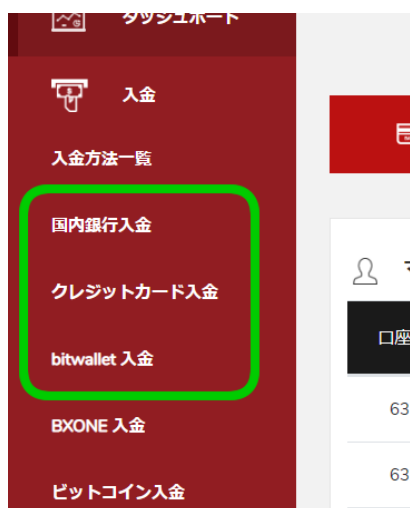 ダッシュボード
入金
入金方法一覧
国内銀行入金
クレジットカード入金
bitwallet 入金
BXONE 入金
ビットコイン入金
口座
63
63